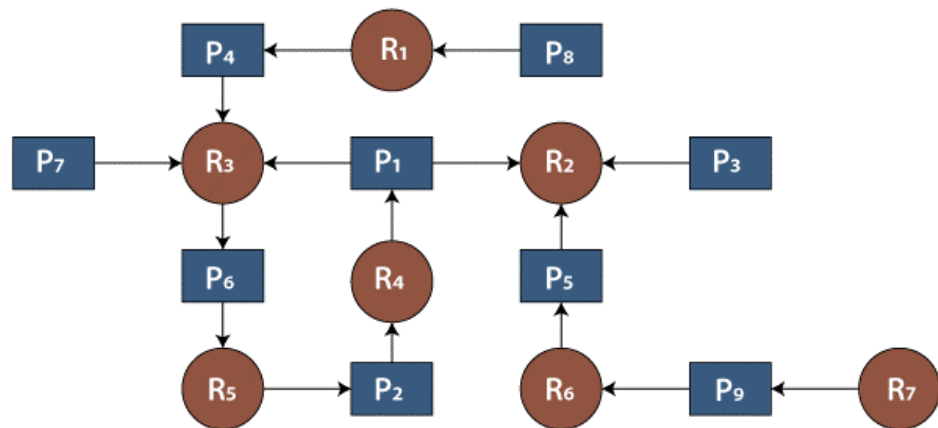 P₄ R₁ P₈
P₇ R₃ P₁ R₂ P₃
P₆ R₄ P₅
R₅ P₂ R₆ P₉ R₇